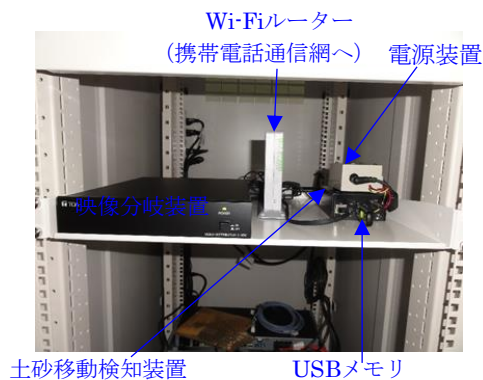 Wi-Fiルーター
(携帯電話通信網へ)
電源装置
映像分岐装置
POWER
土砂移動検知装置
USBメモリ